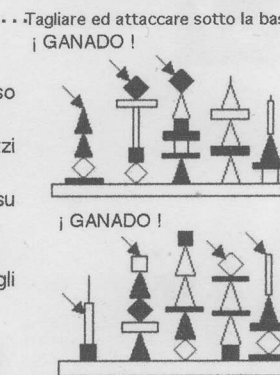 Tagliare ed attaccare sotto la bas
¡ GANADO !
so
zi
su
¡ GANADO !
gli